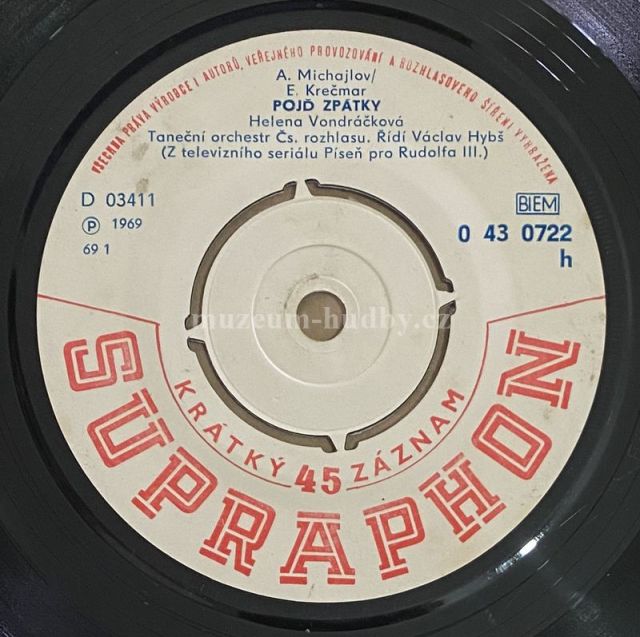 VŠECHNA PRÁVA VÝROBCE I AUTORŮ, VEŘEJNÉHO PROVOZOVÁNÍ A ROZHLASOVÉHO ŠÍŘENÍ VYHRAŽENA
A. Michajlov/
E. Krečmar
POJĎ ZPÁTKY
Helena Vondráčková
Taneční orchestr Čs. rozhlasu. Řídí Václav Hybš
(Z televizního seriálu Píseň pro Rudolfa III.)
D 03411
Ⓟ 1969
69 1
BIEM
0 43 0722
h
muzeum-hudby.cz
KRÁTKÝ 45 ZÁZNAM
SUPRAPHON